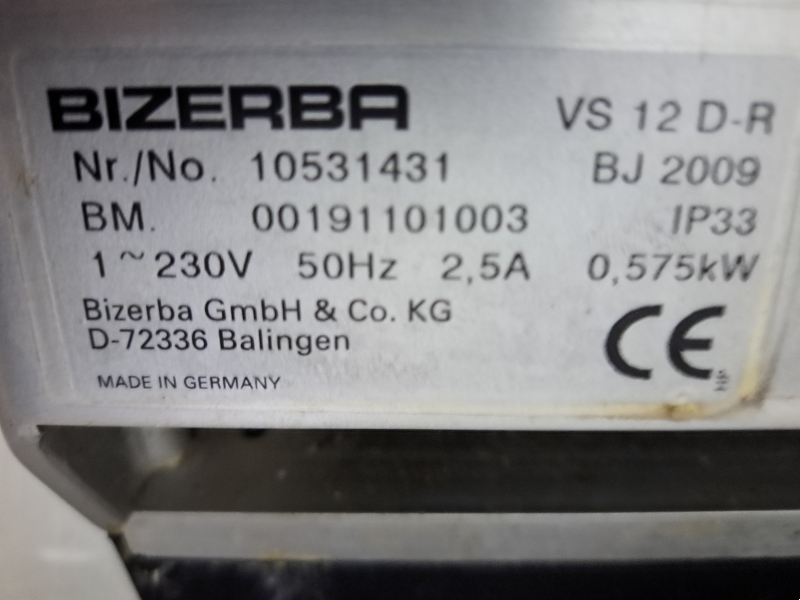 BIZERBA VS 12 D-R
Nr./No. 10531431 BJ 2009
BM. 00191101003 IP33
1~230V 50Hz 2,5A 0,575kW
Bizerba GmbH & Co. KG
D-72336 Balingen
CE
MADE IN GERMANY